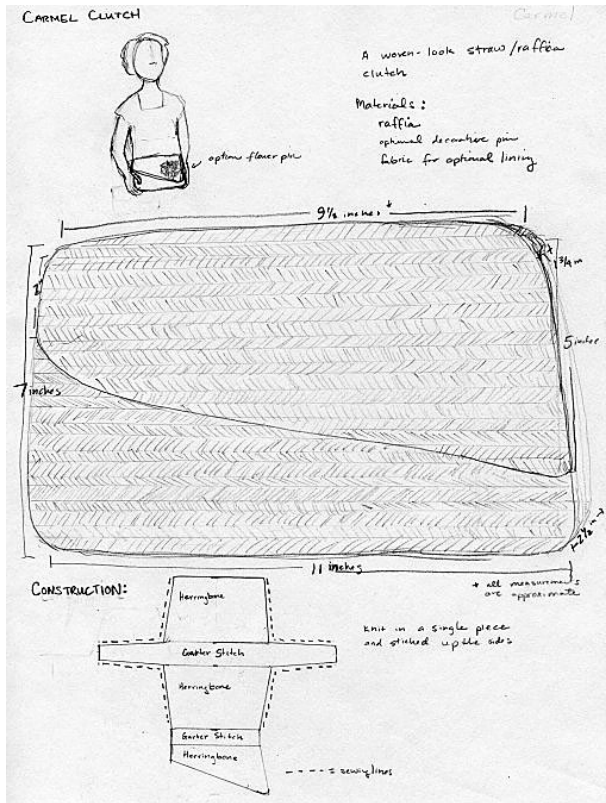 CARMEL CLUTCH
Carmel
A woven-look straw/raffia
clutch
Materials:
raffia
optional decorative pin
fabric for optional lining
option flower pin
9½ inches *
2"
1¾ in
5 inches
7 inches
2½ in
11 inches
* all measurements
are approximate
CONSTRUCTION:
Herringbone
Garter Stitch
Herringbone
Garter Stitch
Herringbone
Knit in a single piece
and stitched up the sides
---- = sewing lines